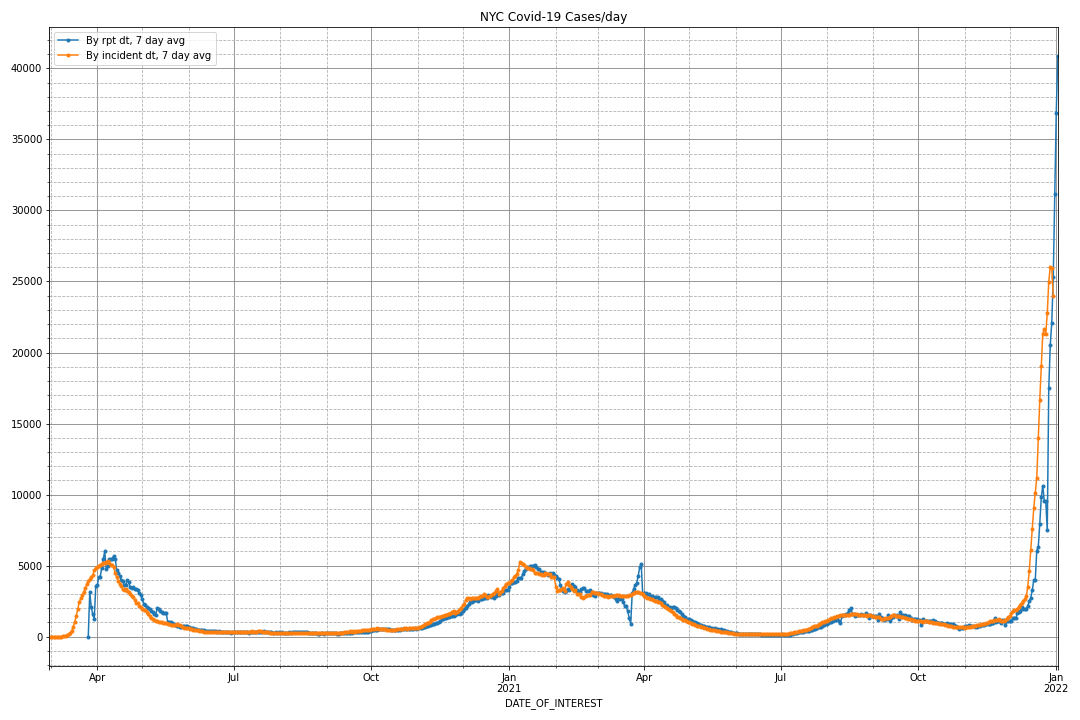 NYC Covid-19 Cases/day
By rpt dt, 7 day avg
By incident dt, 7 day avg
40000
35000
30000
25000
20000
15000
10000
5000
0
Apr Jul Oct Jan Apr Jul Oct Jan
2021 2022
DATE_OF_INTEREST